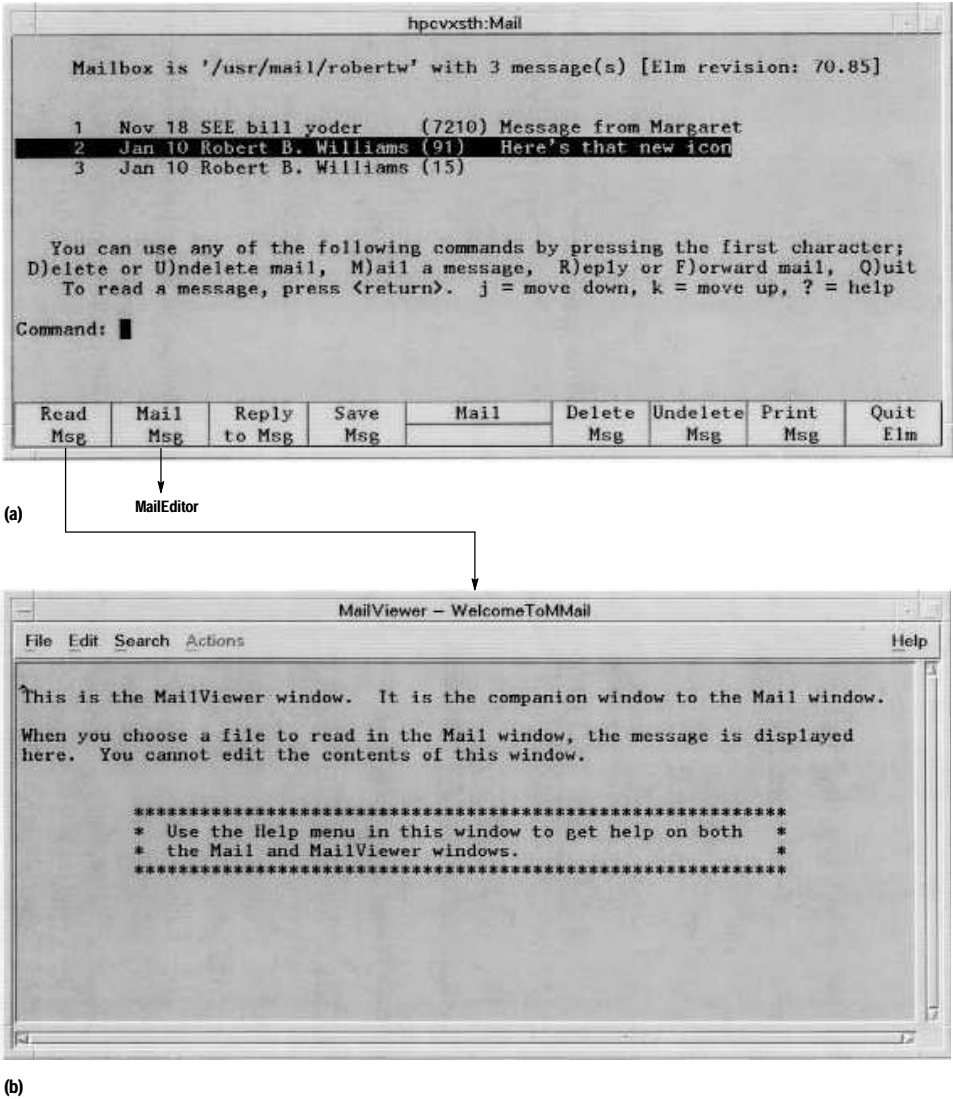 hpcvxsth:Mail
Mailbox is '/usr/mail/robertw' with 3 message(s) [Elm revision: 70.85]
1 Nov 18 SEE bill yoder (7210) Message from Margaret
2 Jan 10 Robert B. Williams (91) Here's that new icon
3 Jan 10 Robert B. Williams (15)
You can use any of the following commands by pressing the first character;
D)elete or U)ndelete mail, M)ail a message, R)eply or F)orward mail, Q)uit
To read a message, press <return>. j = move down, k = move up, ? = help
Command:
Read Mail Reply Save Mail Delete Undelete Print Quit
Msg Msg to Msg Msg Msg Msg Msg Elm
MailEditor
(a)
MailViewer – WelcomeToMMail
File Edit Search Actions Help
This is the MailViewer window. It is the companion window to the Mail window.
When you choose a file to read in the Mail window, the message is displayed
here. You cannot edit the contents of this window.
***********************************************************
* Use the Help menu in this window to get help on both *
* the Mail and MailViewer windows. *
***********************************************************
(b)